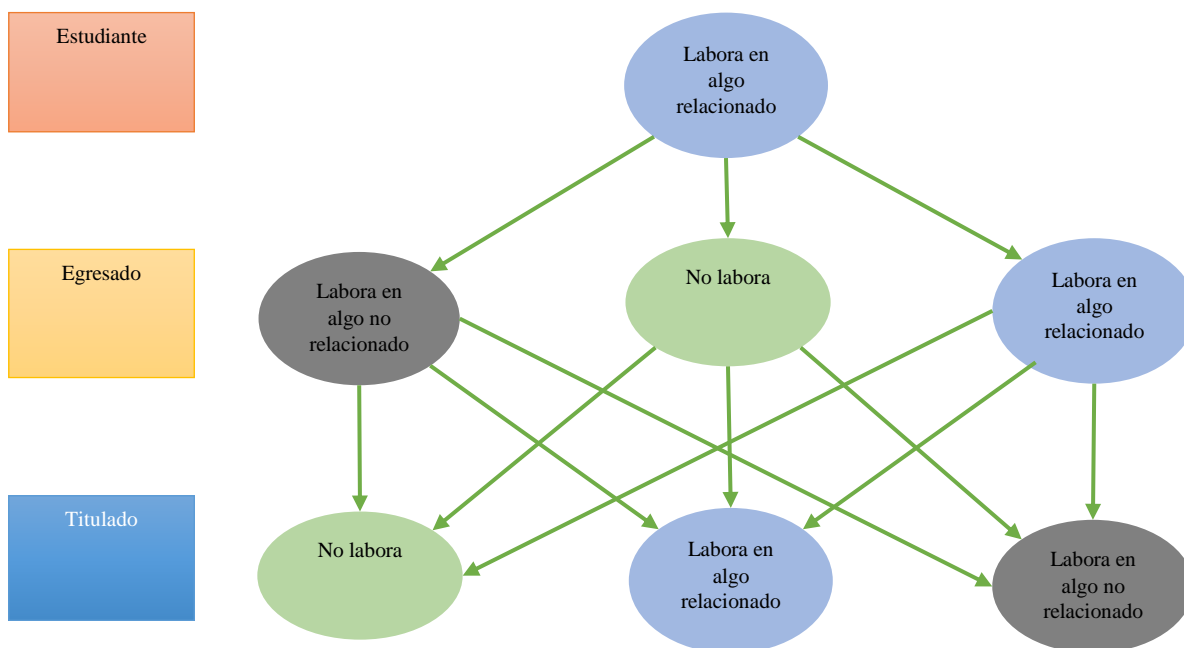 Estudiante
Labora en
algo
relacionado
Egresado
Labora en
algo no
relacionado
No labora
Labora en
algo
relacionado
Titulado
No labora
Labora en
algo
relacionado
Labora en
algo no
relacionado